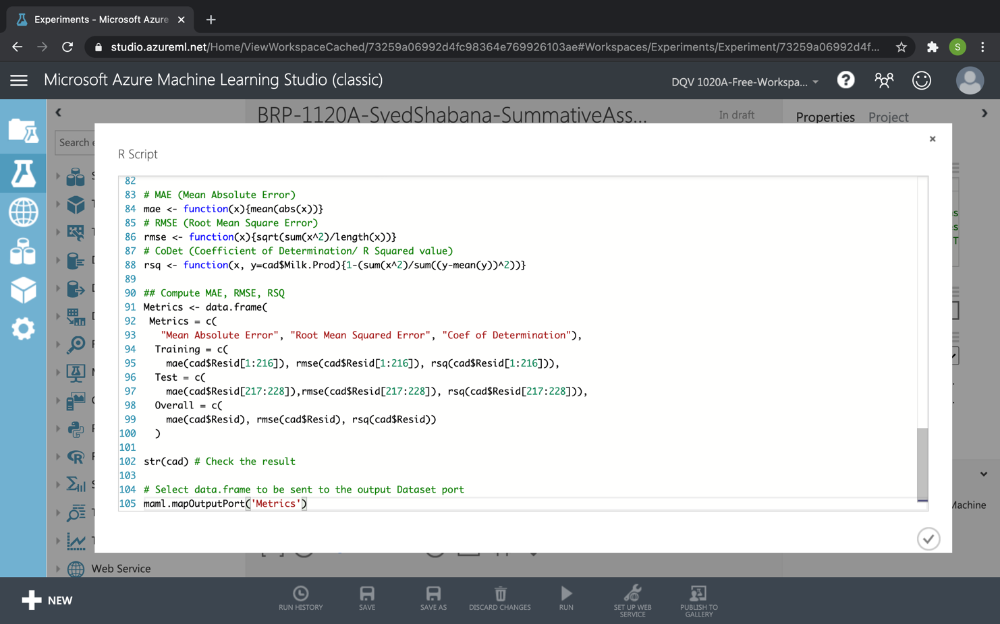 Experiments - Microsoft Azure
studio.azureml.net/Home/ViewWorkspaceCached/73259a06992d4fc98364e769926103ae#Workspaces/Experiments/Experiment/73259a06992d4f...
S
Microsoft Azure Machine Learning Studio (classic)
DQV 1020A-Free-Workspa...
?
BRP-1120A-SyedShabana-SummativeAss...
In draft
Properties Project
Search e
R Script
82
83 # MAE (Mean Absolute Error)
84 mae <- function(x){mean(abs(x))}
85 # RMSE (Root Mean Square Error)
86 rmse <- function(x){sqrt(sum(x^2)/length(x))}
87 # CoDet (Coefficient of Determination/ R Squared value)
88 rsq <- function(x, y=cad$Milk.Prod){1-(sum(x^2)/sum((y-mean(y))^2))}
89
90 ## Compute MAE, RMSE, RSQ
91 Metrics <- data.frame(
92 Metrics = c(
93 "Mean Absolute Error", "Root Mean Squared Error", "Coef of Determination"),
94 Training = c(
95 mae(cad$Resid[1:216]), rmse(cad$Resid[1:216]), rsq(cad$Resid[1:216])),
96 Test = c(
97 mae(cad$Resid[217:228]),rmse(cad$Resid[217:228]), rsq(cad$Resid[217:228])),
98 Overall = c(
99 mae(cad$Resid), rmse(cad$Resid), rsq(cad$Resid))
100 )
101
102 str(cad) # Check the result
103
104 # Select data.frame to be sent to the output Dataset port
105 maml.mapOutputPort('Metrics')
Machine
Web Service
NEW
RUN HISTORY
SAVE
SAVE AS
DISCARD CHANGES
RUN
SET UP WEB
SERVICE
PUBLISH TO
GALLERY